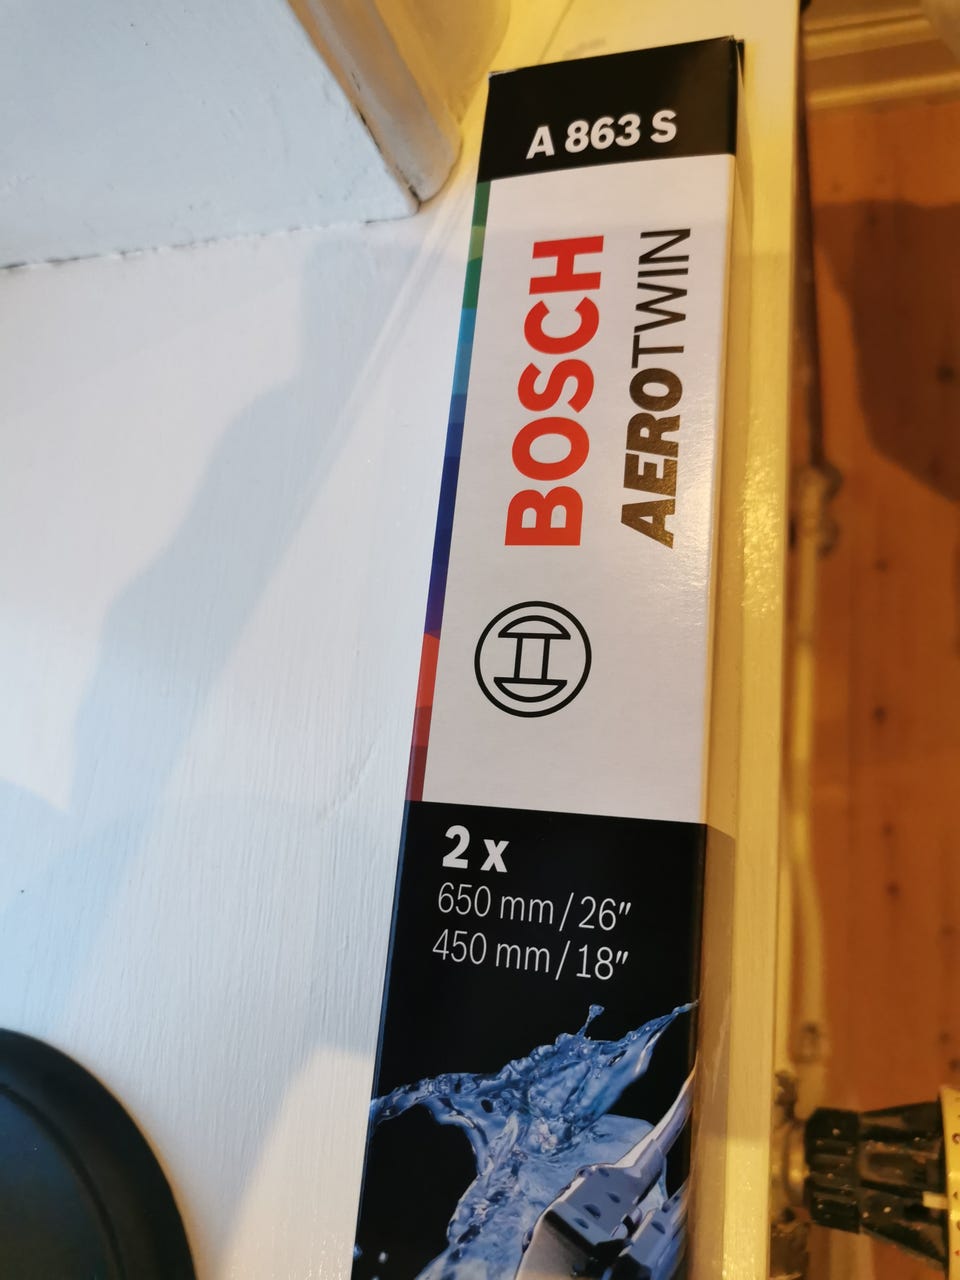 A 863 S
BOSCH
AEROTWIN
2 x
650 mm / 26"
450 mm / 18"